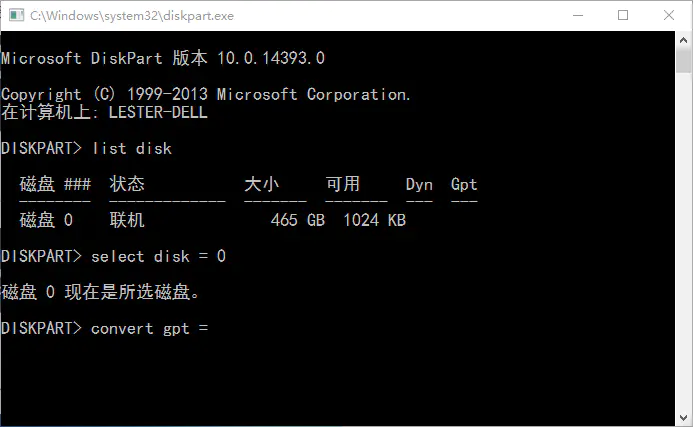 C:\Windows\system32\diskpart.exe
Microsoft DiskPart 版本 10.0.14393.0
Copyright (C) 1999-2013 Microsoft Corporation.
在计算机上: LESTER-DELL
DISKPART> list disk
磁盘 ### 状态 大小 可用 Dyn Gpt
-------- ------------- ------- ------- --- ---
磁盘 0 联机 465 GB 1024 KB
DISKPART> select disk = 0
磁盘 0 现在是所选磁盘。
DISKPART> convert gpt =